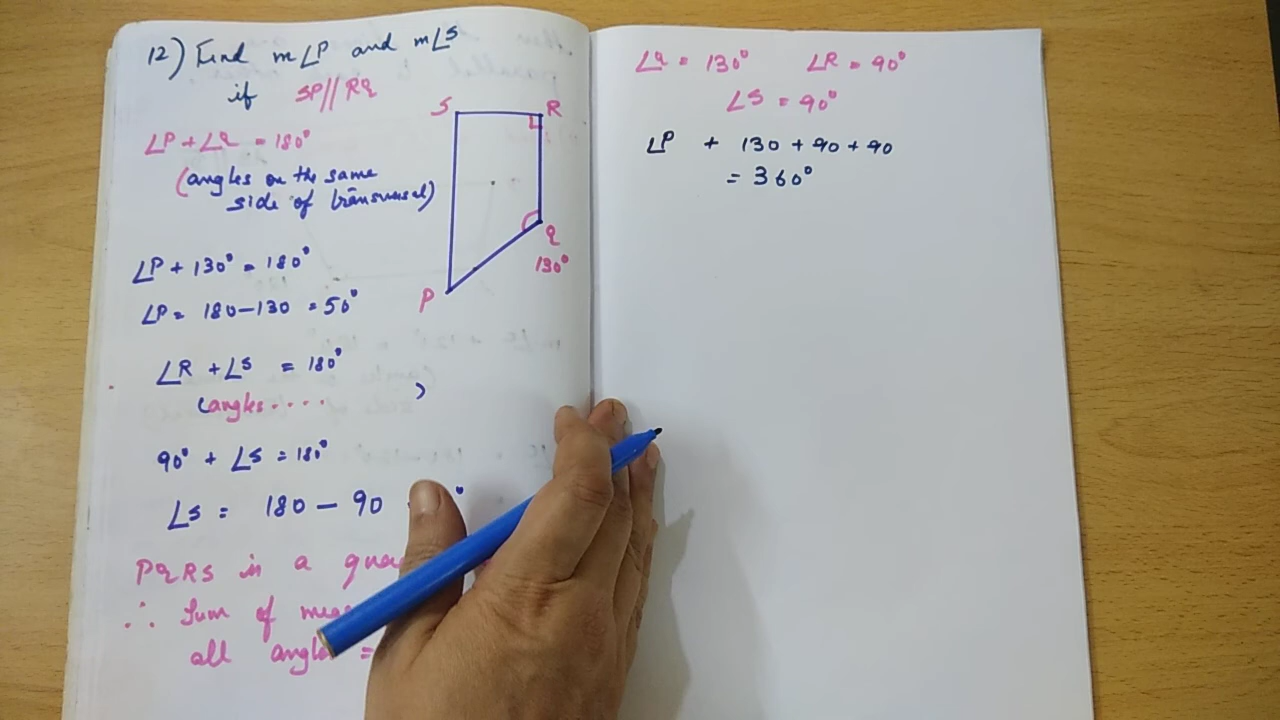 12) Find m∠P and m∠S
if SP//RQ
∠P + ∠Q = 180°
(angles on the same
side of transversal)
∠P + 130° = 180°
∠P = 180 – 130 = 50°
∠R + ∠S = 180°
(angles.... )
90° + ∠S = 180°
∠S = 180 – 90
PQRS is a
∴ Sum of
all angles =
S
R
Q
130°
P
∠Q = 130° ∠R = 90°
∠S = 90°
∠P + 130 + 90 + 90
= 360°